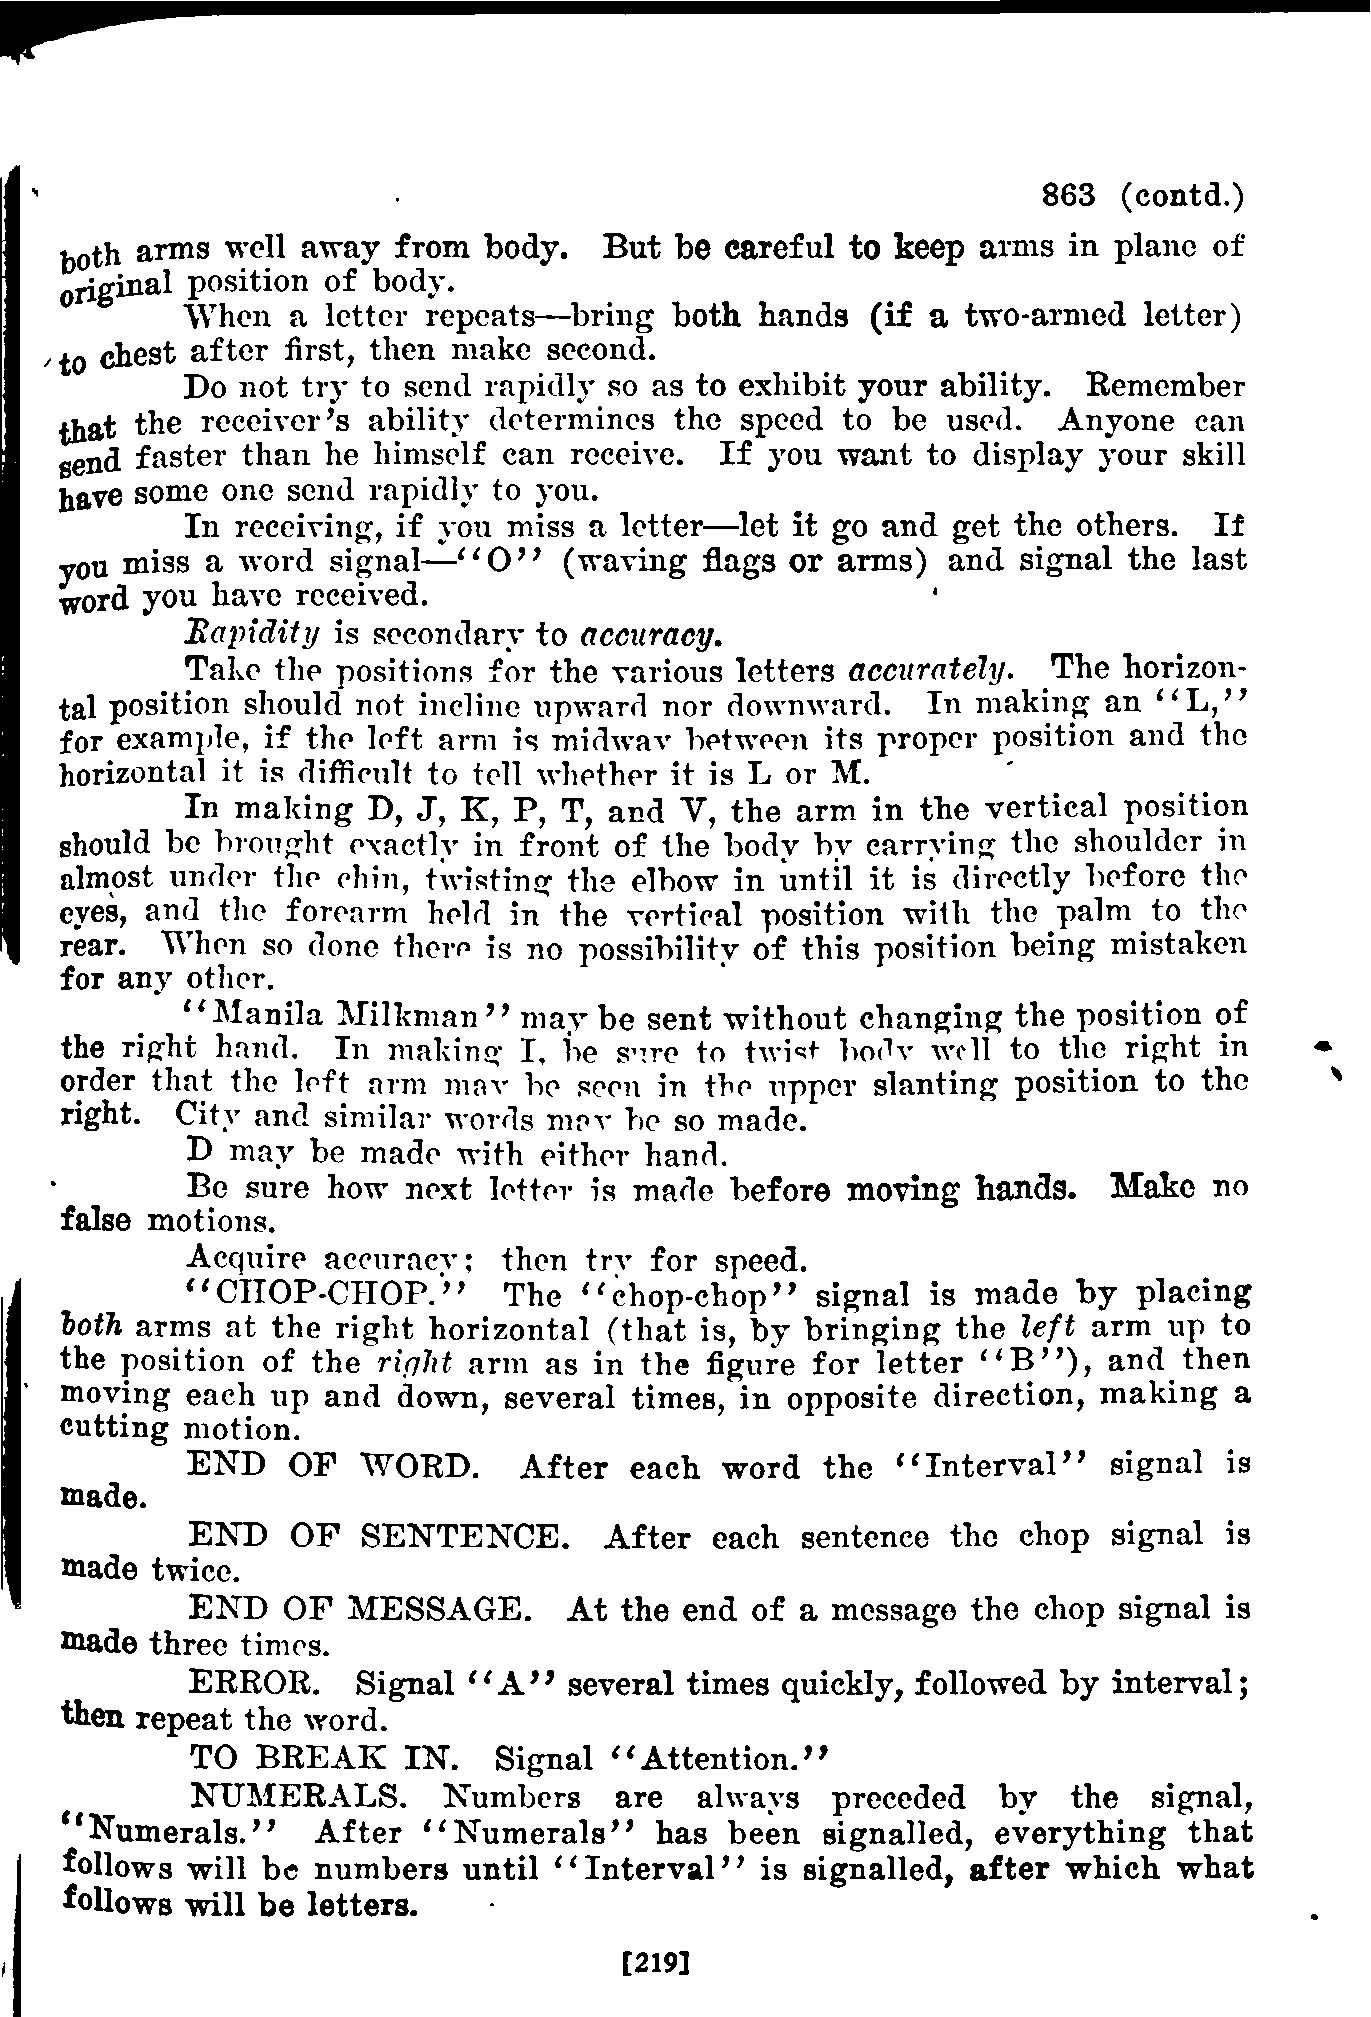 863 (contd.)
both arms well away from body. But be careful to keep arms in plane of
original position of body.
When a letter repeats—bring both hands (if a two-armed letter)
to chest after first, then make second.
Do not try to send rapidly so as to exhibit your ability. Remember
that the receiver's ability determines the speed to be used. Anyone can
send faster than he himself can receive. If you want to display your skill
have some one send rapidly to you.
In receiving, if you miss a letter—let it go and get the others. If
you miss a word signal—"O" (waving flags or arms) and signal the last
word you have received.
Rapidity is secondary to accuracy.
Take the positions for the various letters accurately. The horizon-
tal position should not incline upward nor downward. In making an "L,"
for example, if the left arm is midway between its proper position and the
horizontal it is difficult to tell whether it is L or M.
In making D, J, K, P, T, and V, the arm in the vertical position
should be brought exactly in front of the body by carrying the shoulder in
almost under the chin, twisting the elbow in until it is directly before the
eyes, and the forearm held in the vertical position with the palm to the
rear. When so done there is no possibility of this position being mistaken
for any other.
"Manila Milkman" may be sent without changing the position of
the right hand. In making I, be sure to twist body well to the right in
order that the left arm may be seen in the upper slanting position to the
right. City and similar words may be so made.
D may be made with either hand.
Be sure how next letter is made before moving hands. Make no
false motions.
Acquire accuracy; then try for speed.
"CHOP-CHOP." The "chop-chop" signal is made by placing
both arms at the right horizontal (that is, by bringing the left arm up to
the position of the right arm as in the figure for letter "B"), and then
moving each up and down, several times, in opposite direction, making a
cutting motion.
END OF WORD. After each word the "Interval" signal is
made.
END OF SENTENCE. After each sentence the chop signal is
made twice.
END OF MESSAGE. At the end of a message the chop signal is
made three times.
ERROR. Signal "A" several times quickly, followed by interval;
then repeat the word.
TO BREAK IN. Signal "Attention."
NUMERALS. Numbers are always preceded by the signal,
"Numerals." After "Numerals" has been signalled, everything that
follows will be numbers until "Interval" is signalled, after which what
follows will be letters.
[219]